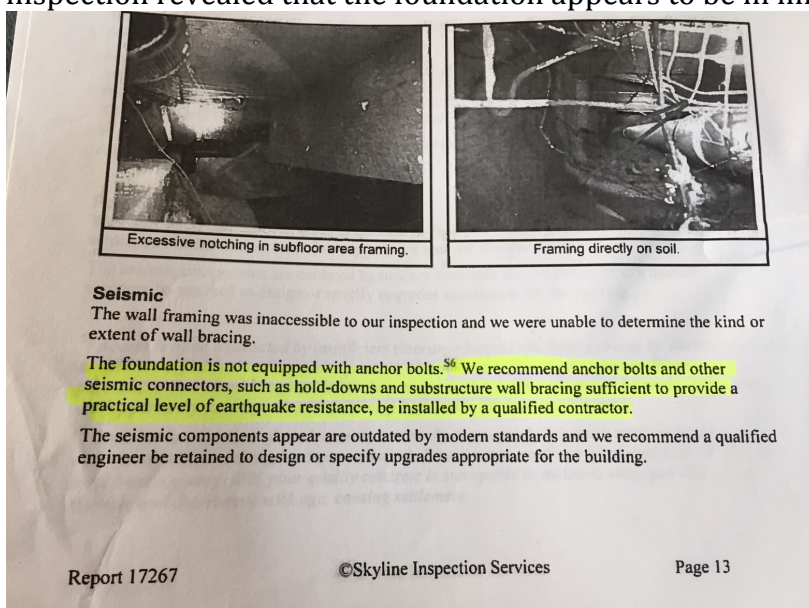 inspection revealed that the foundation appears to be in
Excessive notching in subfloor area framing.
Framing directly on soil.
Seismic
The wall framing was inaccessible to our inspection and we were unable to determine the kind or
extent of wall bracing.
The foundation is not equipped with anchor bolts.S6 We recommend anchor bolts and other
seismic connectors, such as hold-downs and substructure wall bracing sufficient to provide a
practical level of earthquake resistance, be installed by a qualified contractor.
The seismic components appear are outdated by modern standards and we recommend a qualified
engineer be retained to design or specify upgrades appropriate for the building.
Report 17267
©Skyline Inspection Services
Page 13